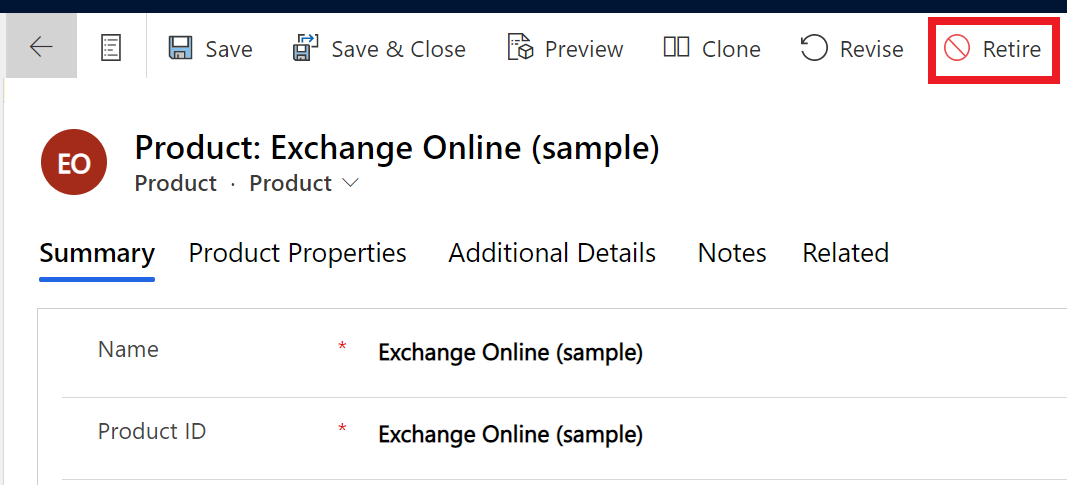 Save Save & Close Preview Clone Revise Retire
EO
Product: Exchange Online (sample)
Product · Product
Summary Product Properties Additional Details Notes Related
Name * Exchange Online (sample)
Product ID * Exchange Online (sample)